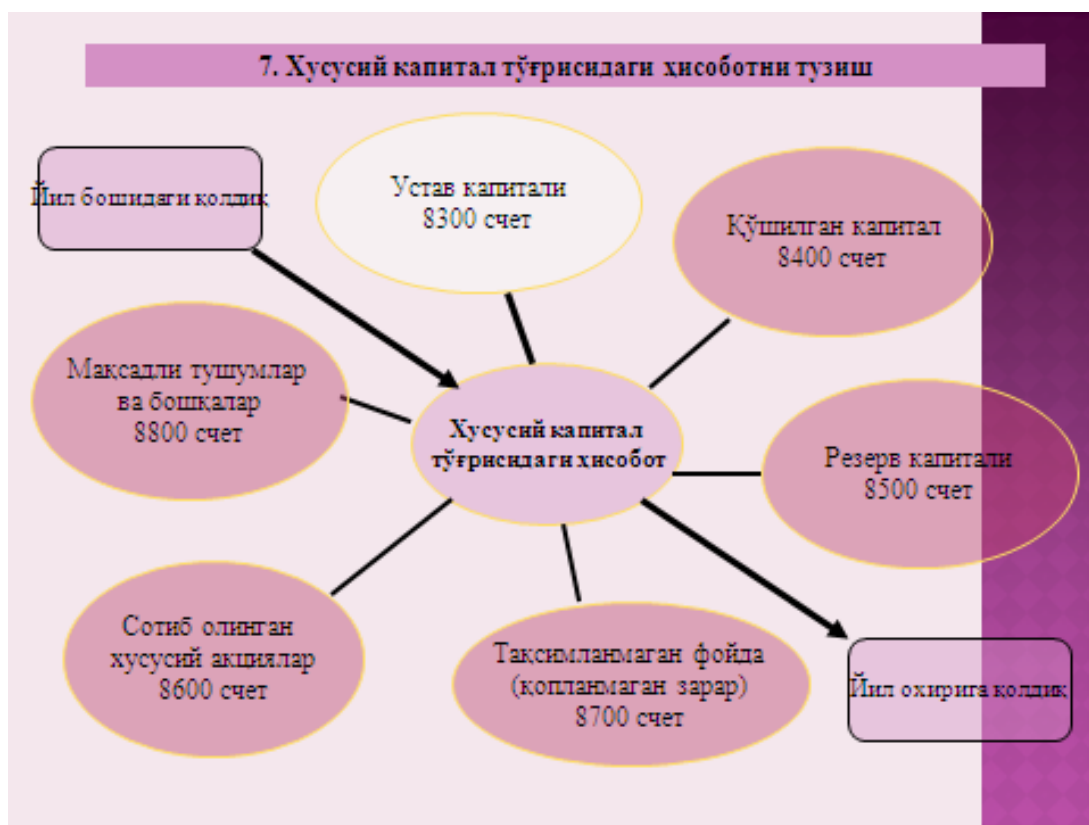 7. Хусусий капитал тўғрисидаги ҳисоботни тузиш
Йил бошидаги қолдиқ
Устав капитали
8300 счет
Қўшилган капитал
8400 счет
Мақсадли тушумлар
ва бошқалар
8800 счет
Хусусий капитал
тўғрисидаги ҳисобот
Резерв капитали
8500 счет
Сотиб олинган
хусусий акциялар
8600 счет
Тақсимланмаган фойда
(қопланмаган зарар)
8700 счет
Йил охирига қолдиқ